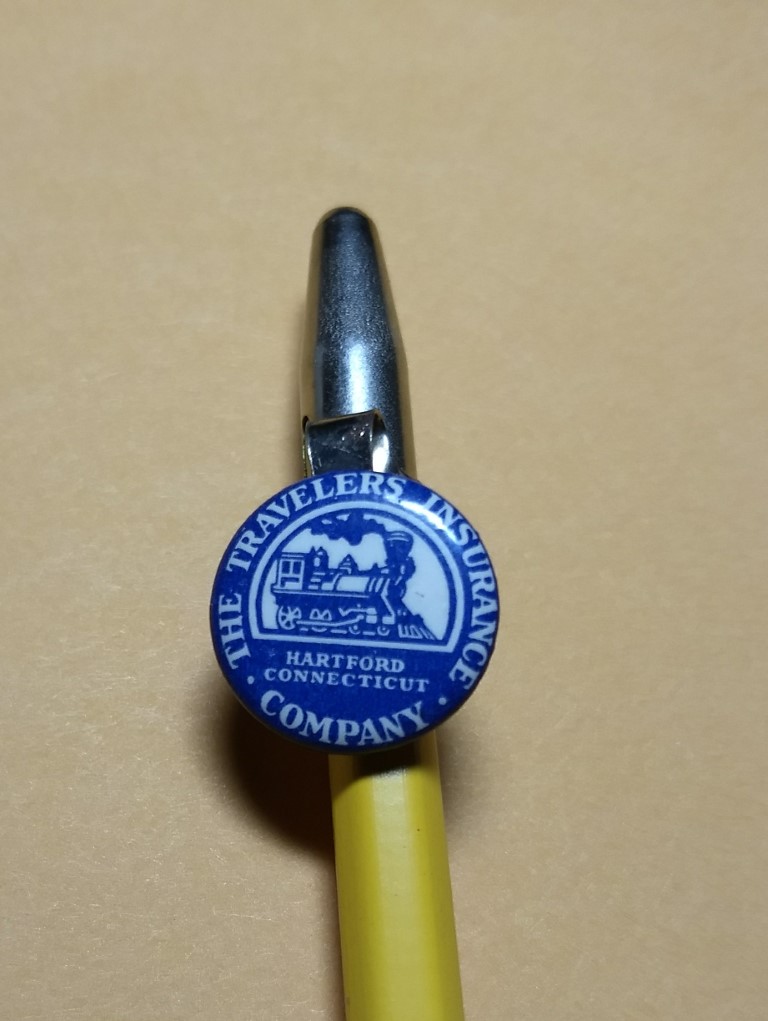 THE TRAVELERS INSURANCE
HARTFORD
CONNECTICUT
· COMPANY ·